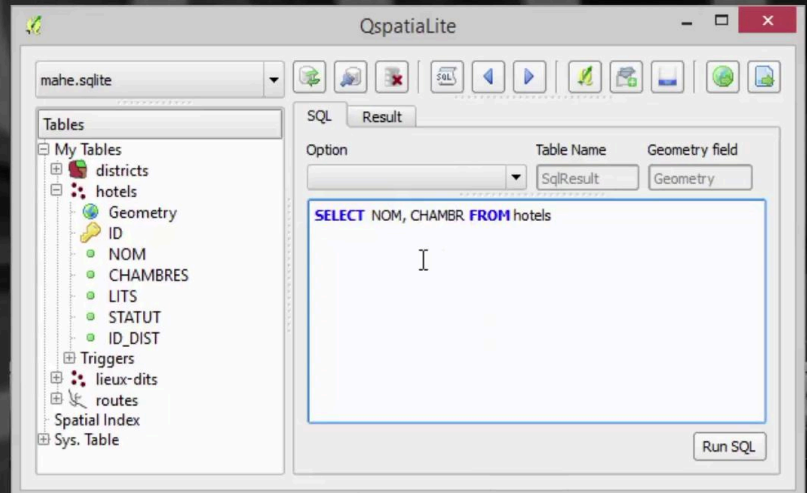 QspatiaLite
mahe.sqlite
SQL
SQL Result
Option Table Name Geometry field
SqlResult Geometry
SELECT NOM, CHAMBR FROM hotels
Run SQL
Tables
My Tables
districts
hotels
Geometry
ID
NOM
CHAMBRES
LITS
STATUT
ID_DIST
Triggers
lieux-dits
routes
Spatial Index
Sys. Table